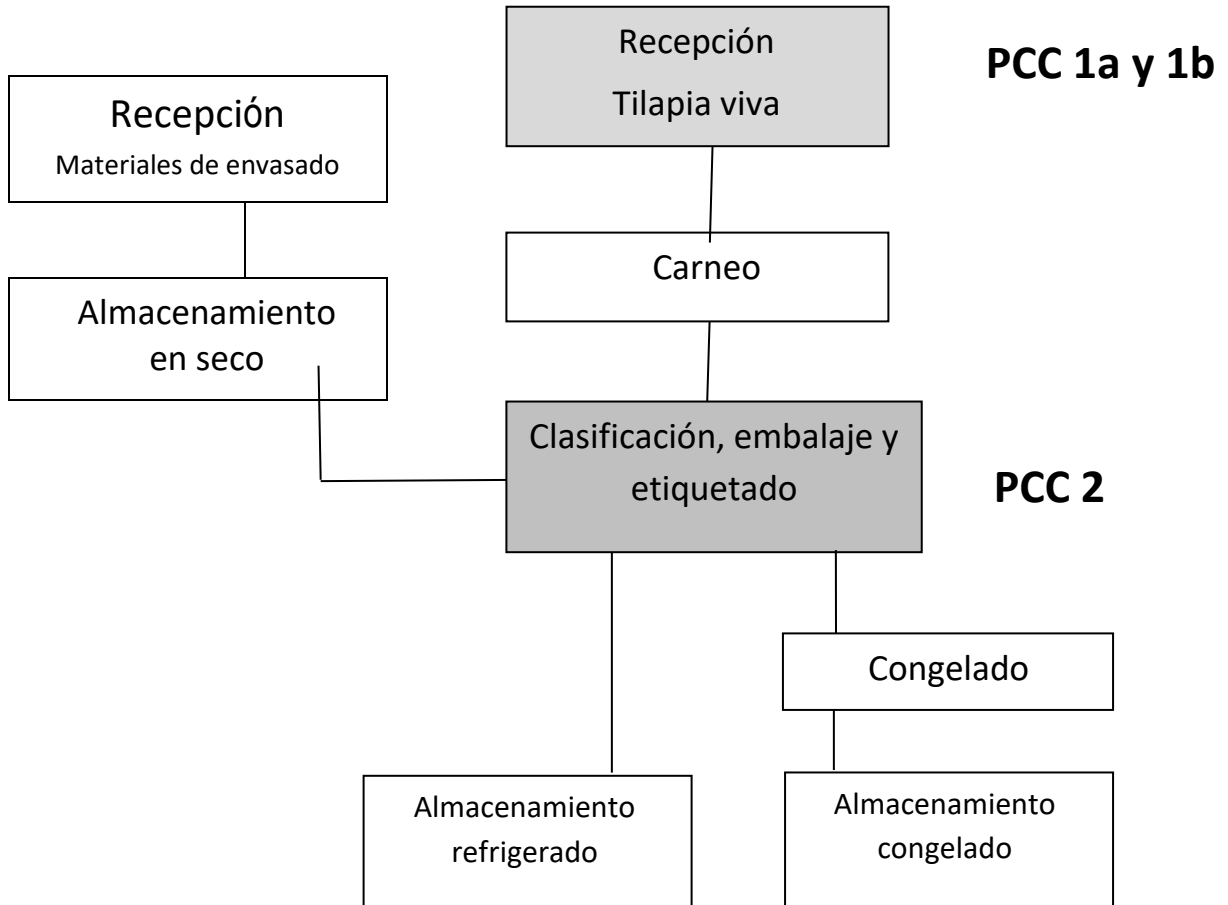 Recepción
Tilapia viva
PCC 1a y 1b
Recepción
Materiales de envasado
Carneo
Almacenamiento
en seco
Clasificación, embalaje y
etiquetado
PCC 2
Congelado
Almacenamiento
refrigerado
Almacenamiento
congelado